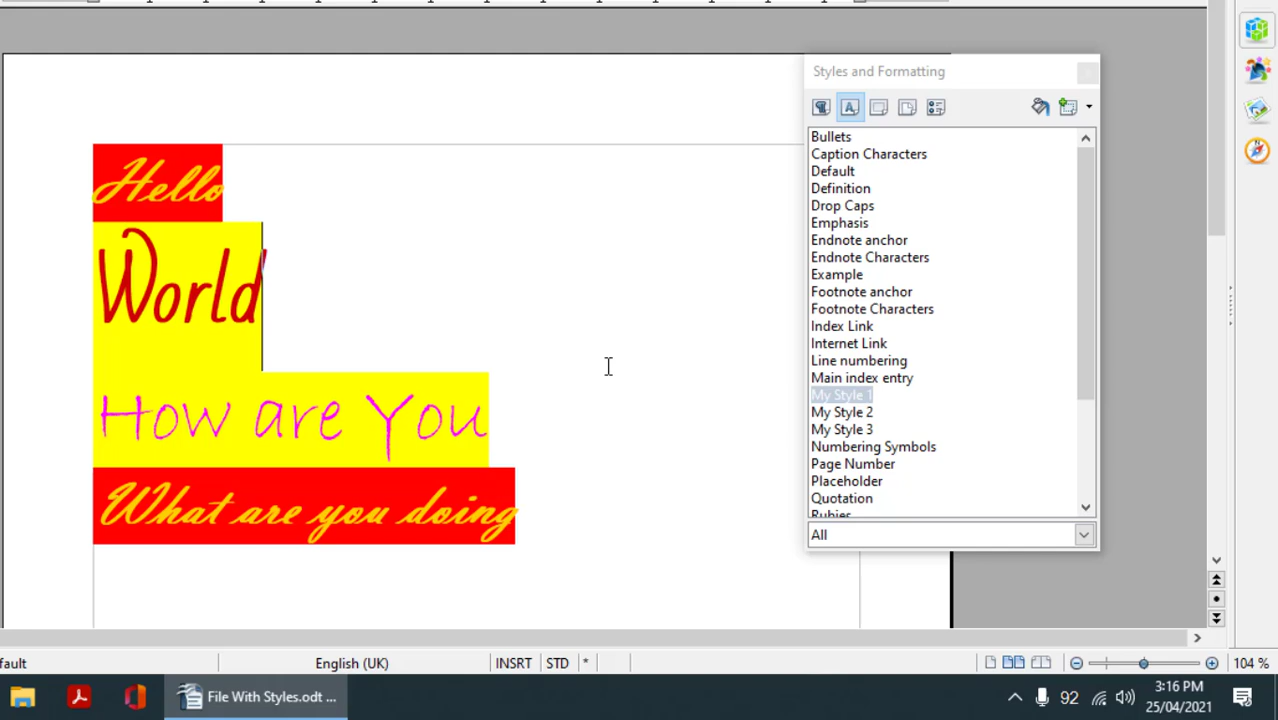 Styles and Formatting
Hello
World
How are You
What are you doing
Bullets
Caption Characters
Default
Definition
Drop Caps
Emphasis
Endnote anchor
Endnote Characters
Example
Footnote anchor
Footnote Characters
Index Link
Internet Link
Line numbering
Main index entry
My Style 1
My Style 2
My Style 3
Numbering Symbols
Page Number
Placeholder
Quotation
Rubies
All
fault English (UK) INSRT STD * 104 %
File With Styles.odt ... 92 3:16 PM
25/04/2021